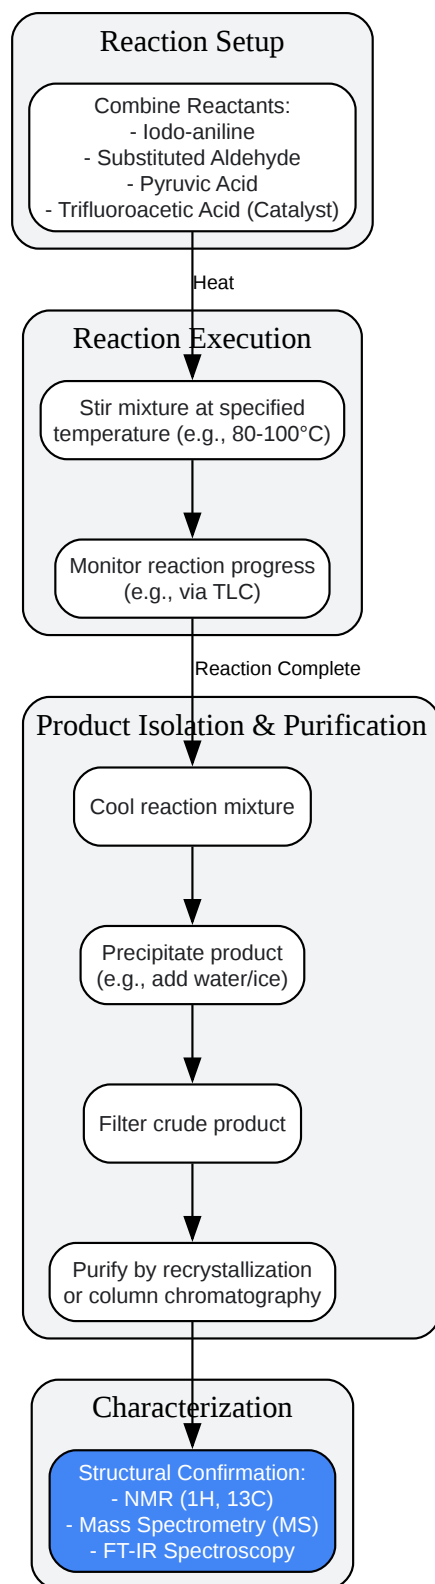 Reaction Setup
Combine Reactants:
- Iodo-aniline
- Substituted Aldehyde
- Pyruvic Acid
- Trifluoroacetic Acid (Catalyst)
Heat
Reaction Execution
Stir mixture at specified
temperature (e.g., 80-100°C)
Monitor reaction progress
(e.g., via TLC)
Reaction Complete
Product Isolation & Purification
Cool reaction mixture
Precipitate product
(e.g., add water/ice)
Filter crude product
Purify by recrystallization
or column chromatography
Characterization
Structural Confirmation:
- NMR (1H, 13C)
- Mass Spectrometry (MS)
- FT-IR Spectroscopy